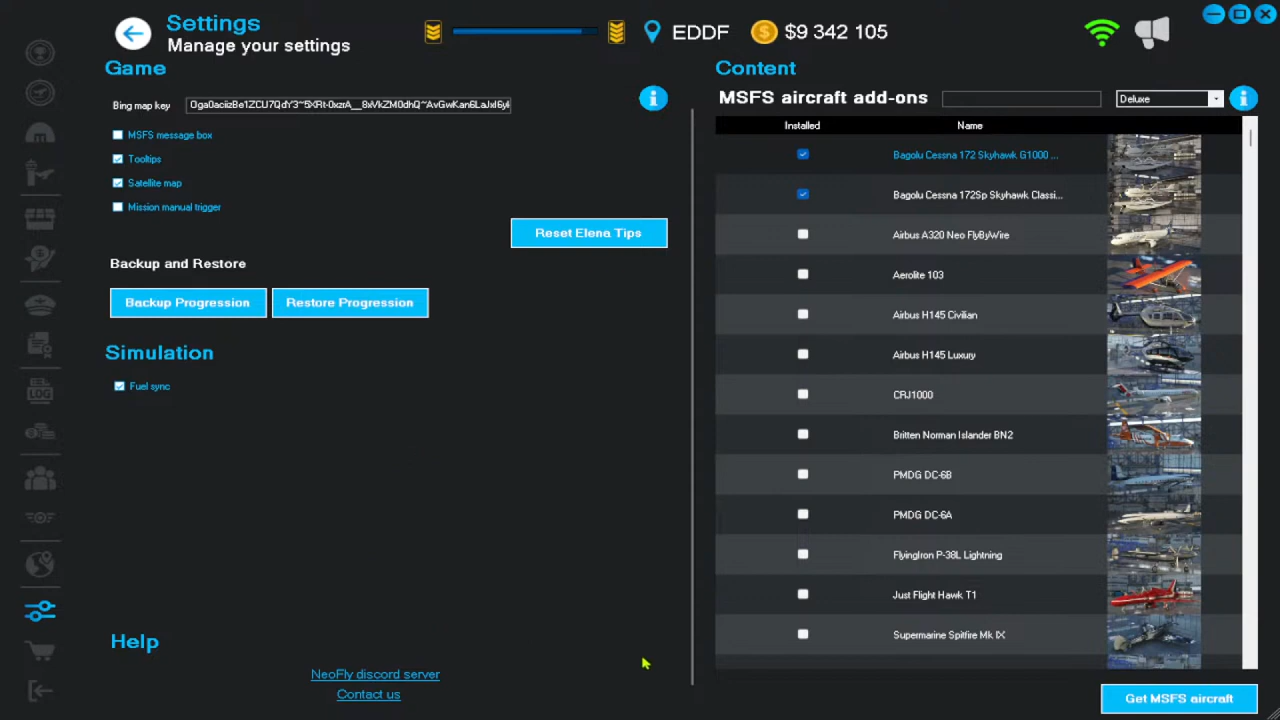 Settings
Manage your settings
EDDF
$9 342 105
Game
Bing map key
MSFS message box
Tooltips
Satellite map
Mission manual trigger
Reset Elena Tips
Backup and Restore
Backup Progression
Restore Progression
Simulation
Fuel sync
Help
NeoFly discord server
Contact us
LOG
Content
MSFS aircraft add-ons
Deluxe
Installed Name
Bagolu Cessna 172 Skyhawk G1000 ...
Bagolu Cessna 172Sp Skyhawk Classi...
Airbus A320 Neo FlyByWire
Aerolite 103
Airbus H145 Civilian
Airbus H145 Luxury
CRJ1000
Britten Norman Islander BN2
PMDG DC-6B
PMDG DC-6A
FlyingIron P-38L Lightning
Just Flight Hawk T1
Supermarine Spitfire Mk IX
Get MSFS aircraft